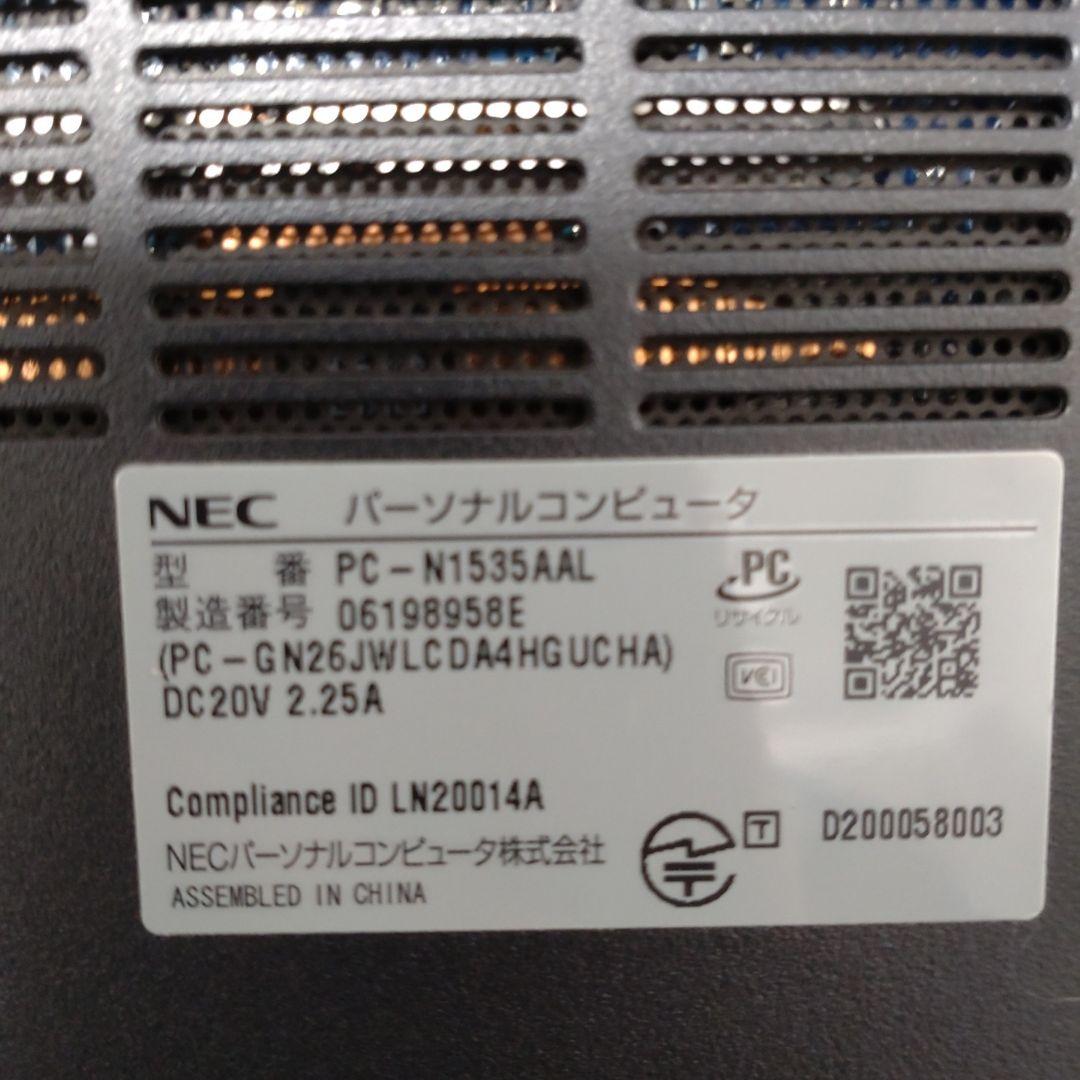 NEC パーソナルコンピュータ
型 番 PC-N1535AAL
製造番号 06198958E
(PC-GN26JWLCDA4HGUCHA)
DC20V 2.25A
PC
リサイクル
VCI
Compliance ID LN20014A
NECパーソナルコンピュータ株式会社
ASSEMBLED IN CHINA
T D200058003